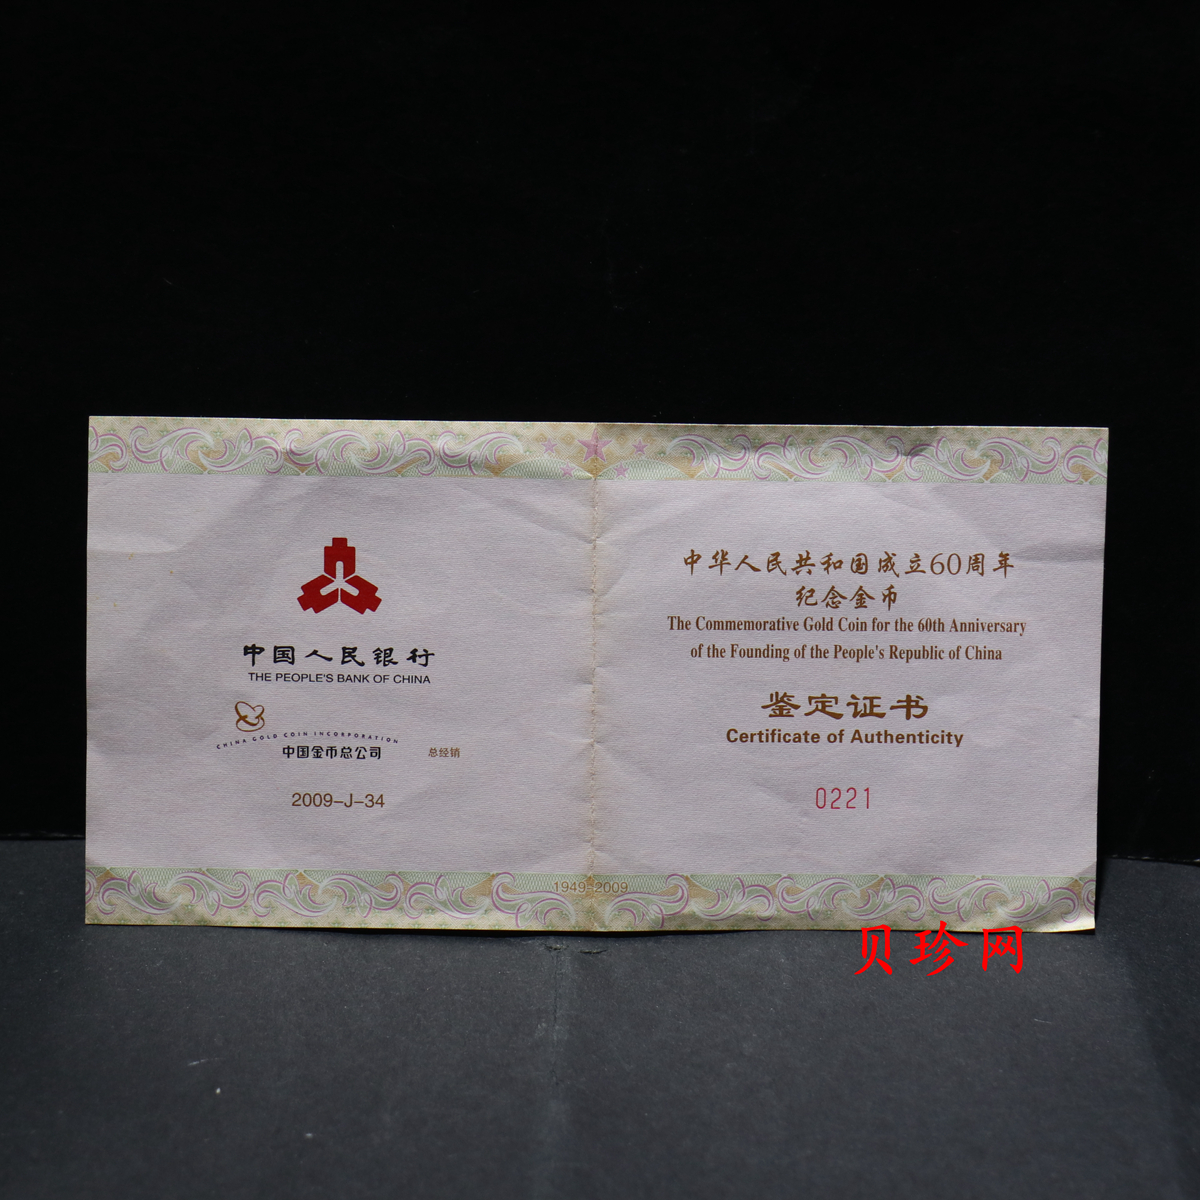 中国人民银行
THE PEOPLE'S BANK OF CHINA
CHINA GOLD COIN INCORPORATION
中国金币总公司 总经销
2009-J-34
中华人民共和国成立60周年
纪念金币
The Commemorative Gold Coin for the 60th Anniversary
of the Founding of the People's Republic of China
鉴定证书
Certificate of Authenticity
0221
1949-2009
贝珍网